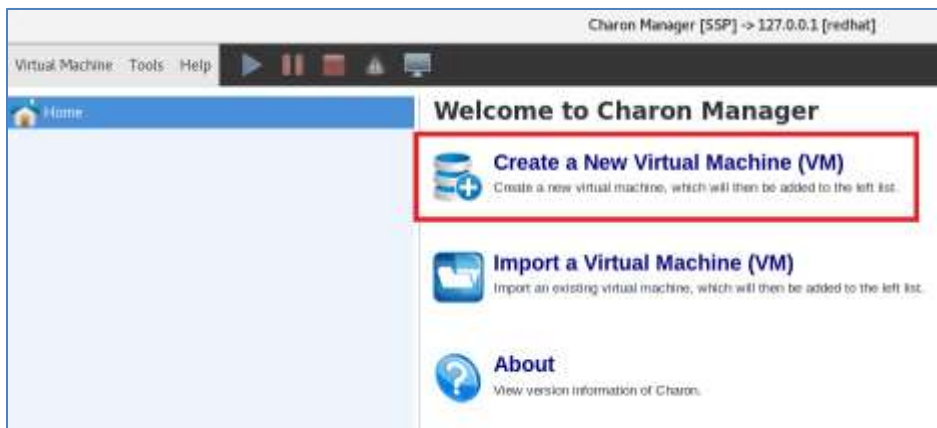 Charon Manager [SSP] -> 127.0.0.1 [redhat]
Virtual Machine Tools Help
Home
Welcome to Charon Manager
Create a New Virtual Machine (VM)
Create a new virtual machine, which will then be added to the left list.
Import a Virtual Machine (VM)
Import an existing virtual machine, which will then be added to the left list.
About
View version information of Charon.